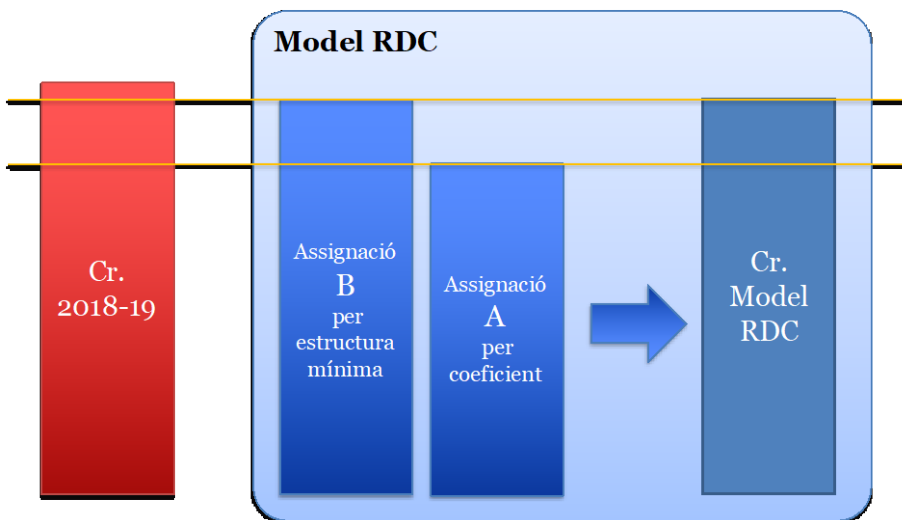 Model RDC
Cr.
2018-19
Assignació
B
per
estructura
mínima
Assignació
A
per
coeficient
Cr.
Model
RDC